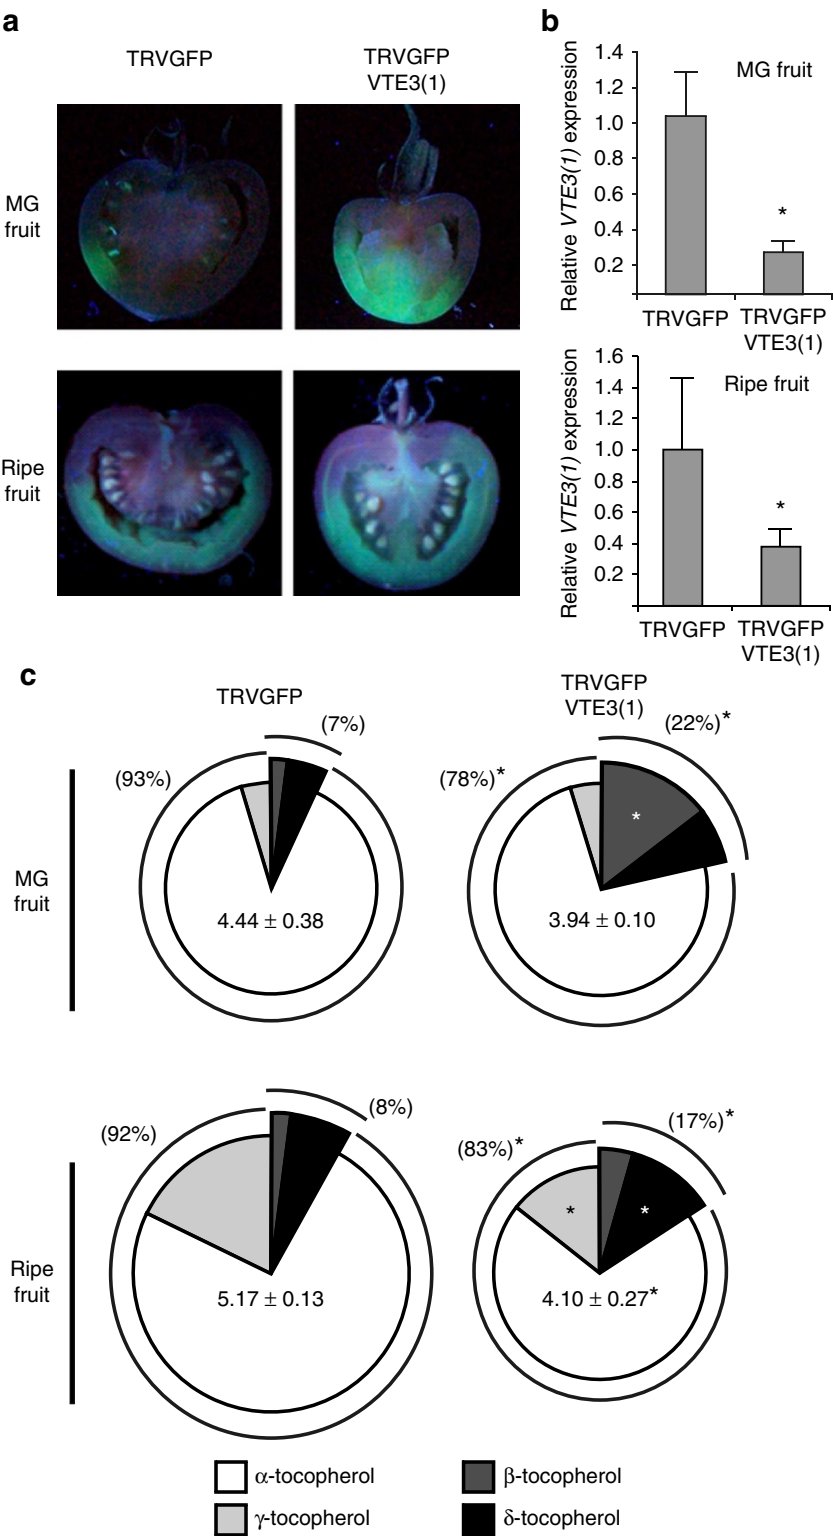 a
TRVGFP
TRVGFP
VTE3(1)
MG
fruit
Ripe
fruit
b
Relative VTE3(1) expression
1.4
1.2
1.0
0.8
0.6
0.4
0.2
MG fruit
*
TRVGFP
TRVGFP
VTE3(1)
Relative VTE3(1) expression
1.6
1.4
1.2
1.0
0.8
0.6
0.4
0.2
Ripe fruit
*
TRVGFP
TRVGFP
VTE3(1)
c
TRVGFP
TRVGFP
VTE3(1)
MG
fruit
(93%)
(7%)
4.44 ± 0.38
(78%)*
(22%)*
*
3.94 ± 0.10
Ripe
fruit
(92%)
(8%)
5.17 ± 0.13
(83%)*
(17%)*
*
*
4.10 ± 0.27*
α-tocopherol
β-tocopherol
γ-tocopherol
δ-tocopherol